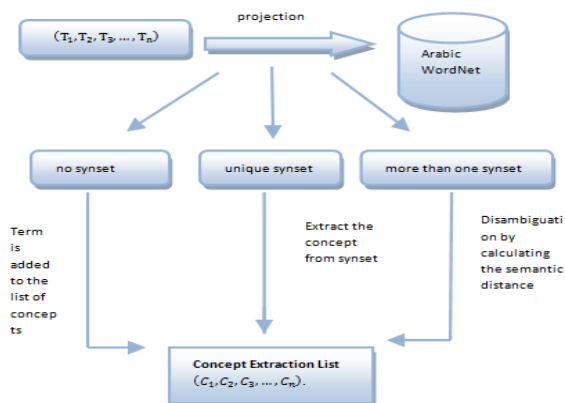 projection
(T₁,T₂,T₃,...,Tₙ)
Arabic
WordNet
no synset
unique synset
more than one synset
Term
is
added
to the
list of
concep
ts
Extract the
concept
from synset
Disambiguati
on by
calculating
the semantic
distance
Concept Extraction List
(C₁,C₂,C₃,...,Cₙ).